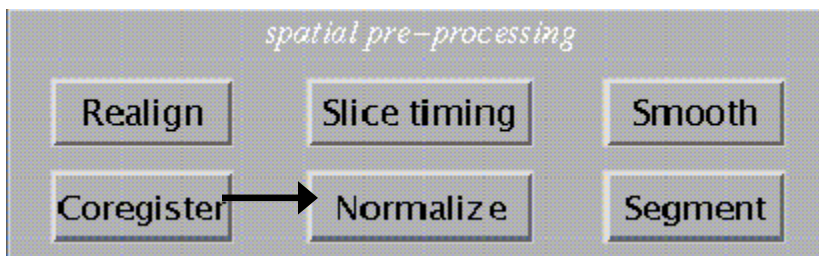 spatial pre-processing
Realign Slice timing Smooth
Coregister Normalize Segment